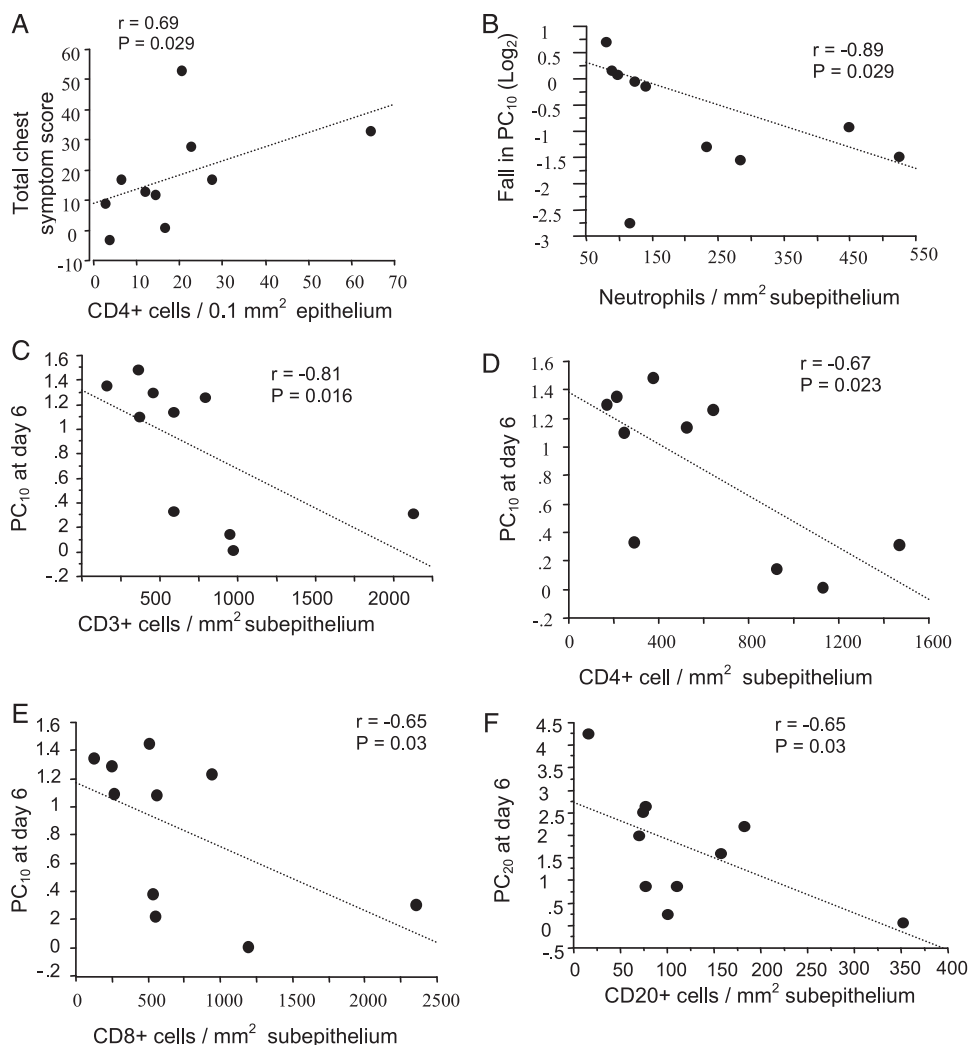 A
r = 0.69
P = 0.029
60
50
40
30
20
10
0
-10
Total chest
symptom score
0 10 20 30 40 50 60 70
CD4+ cells / 0.1 mm² epithelium
B
r = -0.89
P = 0.029
1
0.5
0
-0.5
-1
-1.5
-2
-2.5
-3
Fall in PC₁₀ (Log₂)
50 150 250 350 450 550
Neutrophils / mm² subepithelium
C
r = -0.81
P = 0.016
1.6
1.4
1.2
1
.8
.6
.4
2
0
-.2
PC₁₀ at day 6
500 1000 1500 2000
CD3+ cells / mm² subepithelium
D
r = -0.67
P = 0.023
1.6
1.4
1.2
1
.8
.6
.4
.2
0
-.2
PC₁₀ at day 6
0 400 800 1200 1600
CD4+ cell / mm² subepithelium
E
r = -0.65
P = 0.03
1.6
1.4
1.2
1
.8
.6
.4
.2
0
-.2
PC₁₀ at day 6
0 500 1000 1500 2000 2500
CD8+ cells / mm² subepithelium
F
r = -0.65
P = 0.03
4.5
4
3.5
3
2.5
2
1.5
1
.5
0
-.5
PC₂₀ at day 6
0 50 100 150 200 250 300 350 400
CD20+ cells / mm² subepithelium